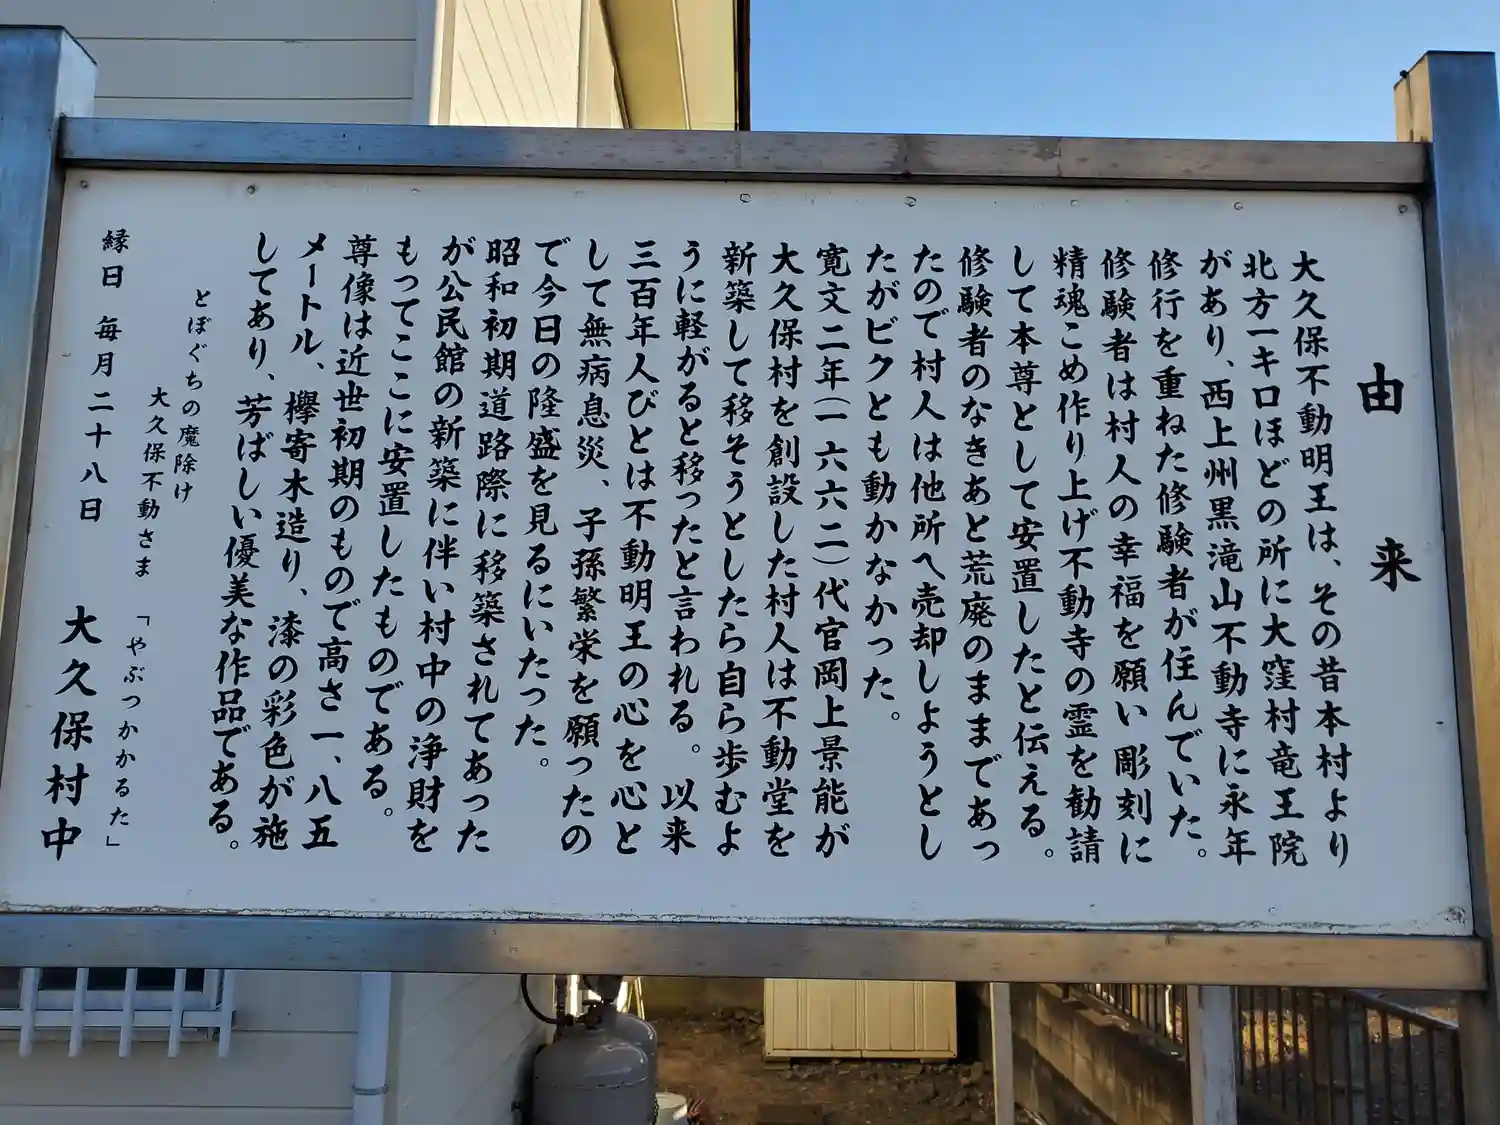 由来
大久保不動明王は、その昔本村より
北方一キロほどの所に大窪村竜王院
があり、西上州黒滝山不動寺に永年
修行を重ねた修験者が住んでいた。
修験者は村人の幸福を願い彫刻に
精魂こめ作り上げ不動寺の霊を勧請
して本尊として安置したと伝える。
修験者のなきあと荒廃のままであっ
たので村人は他所へ売却しようとし
たがビクとも動かなかった。
寛文二年(一六六二)代官岡上景能が
大久保村を創設した村人は不動堂を
新築して移そうとしたら自ら歩むよ
うに軽がると移ったと言われる。以来
三百年人びとは不動明王の心を心と
して無病息災、子孫繁栄を願ったの
で今日の隆盛を見るにいたった。
昭和初期道路際に移築されてあった
が公民館の新築に伴い村中の浄財を
もってここに安置したものである。
尊像は近世初期のもので高さ一、八五
メートル、欅寄木造り、漆の彩色が施
してあり、芳ばしい優美な作品である。
とぼぐちの魔除け
大久保不動さま「やぶつかかるた」
縁日 毎月二十八日 大久保村中